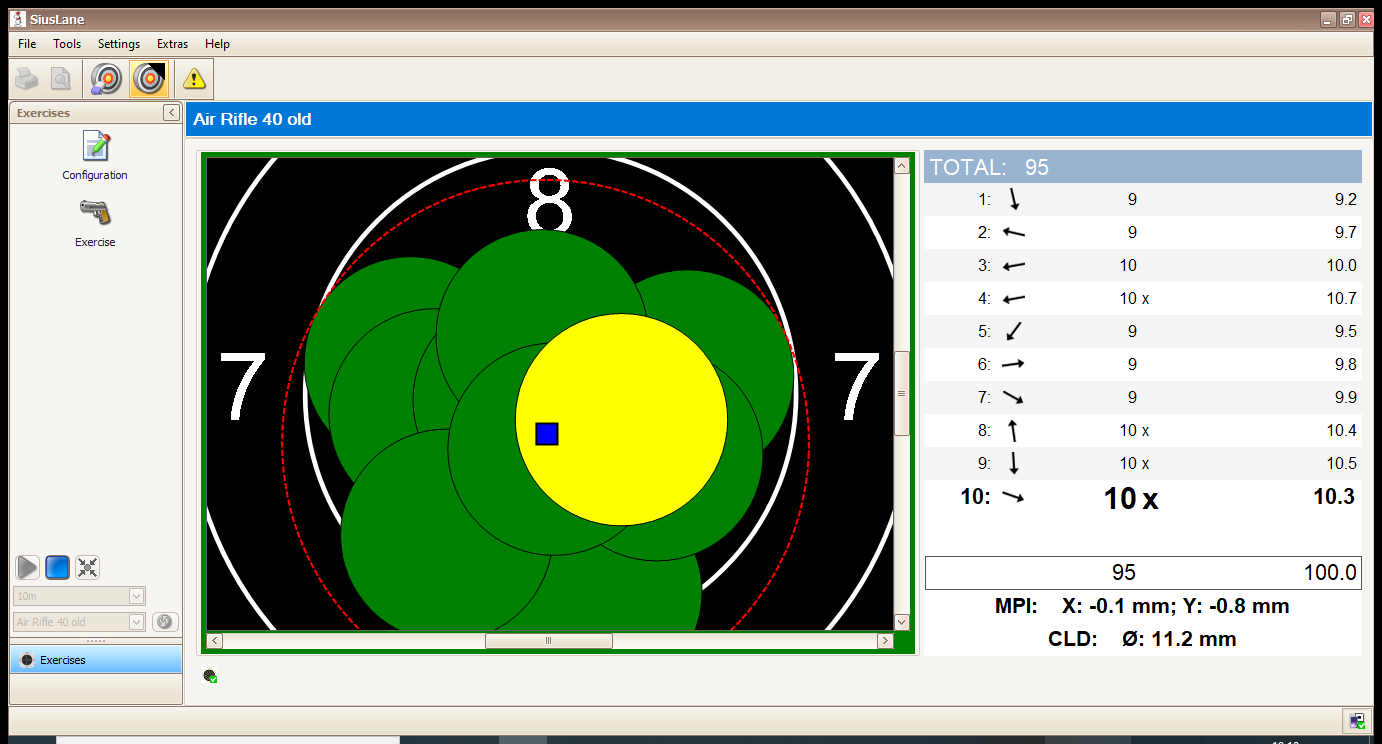 SiusLane
File Tools Settings Extras Help
Exercises
Configuration
Exercise
10m
Air Rifle 40 old
Exercises
Air Rifle 40 old
8
7 7
TOTAL: 95
1: 9 9.2
2: 9 9.7
3: 10 10.0
4: 10 x 10.7
5: 9 9.5
6: 9 9.8
7: 9 9.9
8: 10 x 10.4
9: 10 x 10.5
10: 10 x 10.3
95 100.0
MPI: X: -0.1 mm; Y: -0.8 mm
CLD: Ø: 11.2 mm